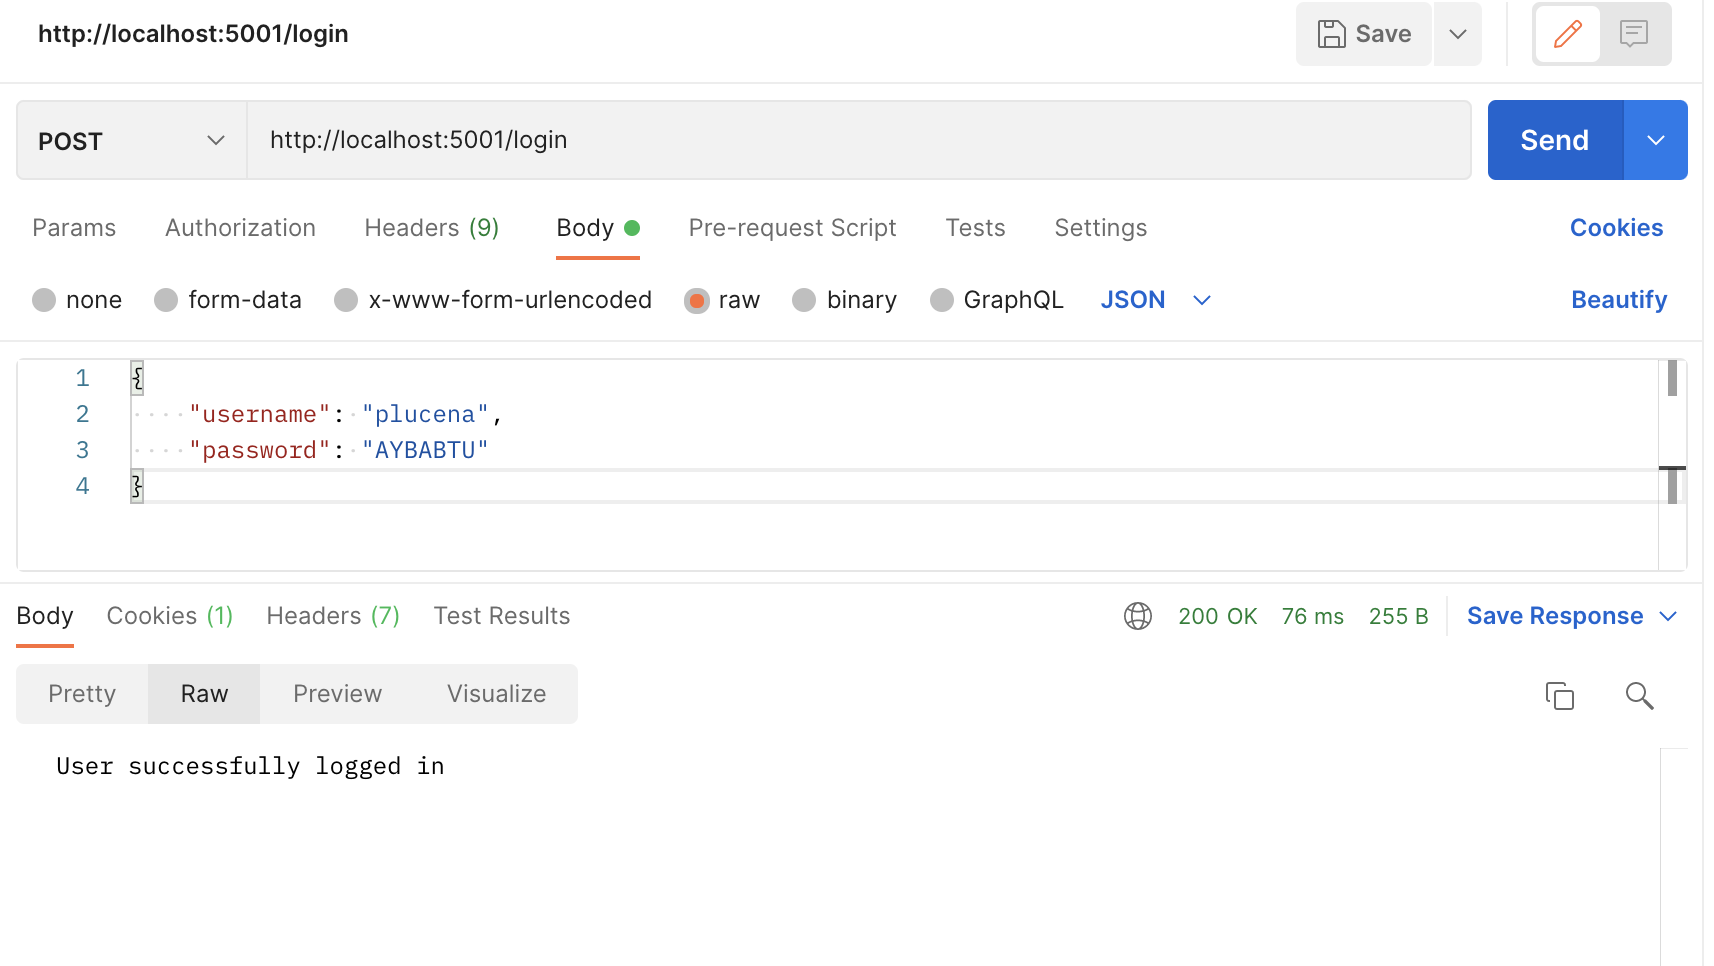 http://localhost:5001/login
Save
POST http://localhost:5001/login Send
Params Authorization Headers (9) Body Pre-request Script Tests Settings Cookies
none form-data x-www-form-urlencoded raw binary GraphQL JSON Beautify
1 {
2 "username": "plucena",
3 "password": "AYBABTU"
4 }
Body Cookies (1) Headers (7) Test Results 200 OK 76 ms 255 B Save Response
Pretty Raw Preview Visualize
User successfully logged in